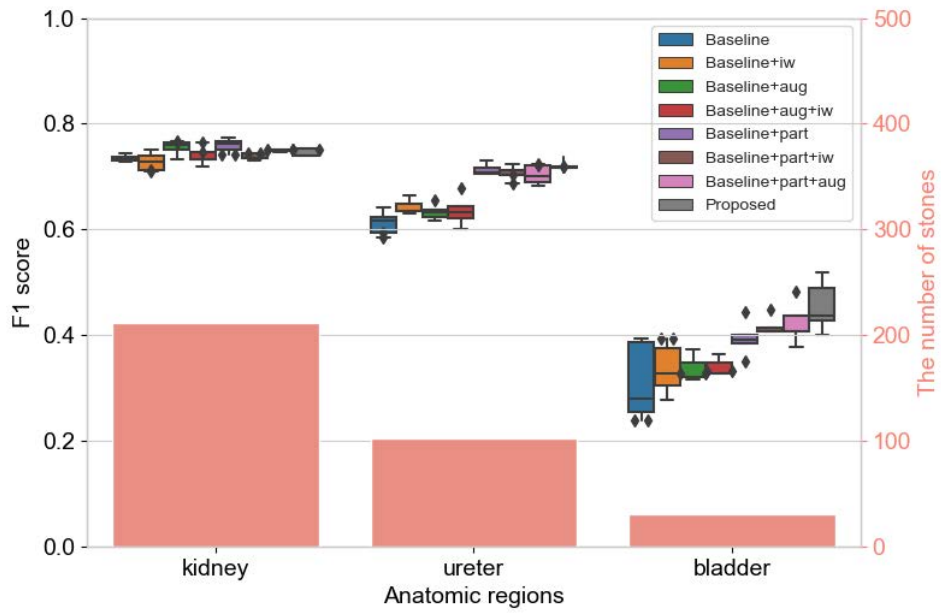 1.0
0.8
0.6
0.4
0.2
0.0
F1 score
500
400
300
200
100
0
The number of stones
Baseline
Baseline+iw
Baseline+aug
Baseline+aug+iw
Baseline+part
Baseline+part+iw
Baseline+part+aug
Proposed
kidney
ureter
bladder
Anatomic regions